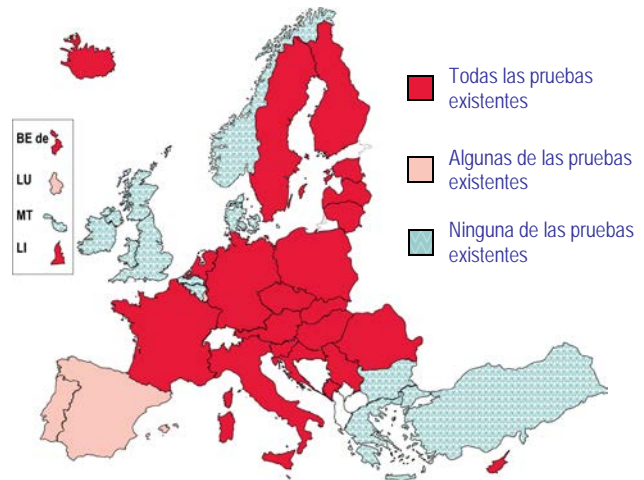 Todas las pruebas
existentes
Algunas de las pruebas
existentes
Ninguna de las pruebas
existentes
BE de
LU
MT
LI